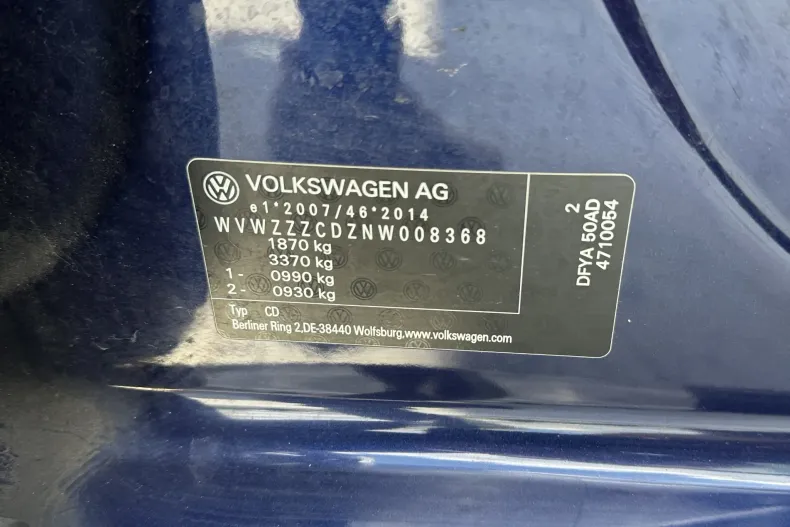 VOLKSWAGEN AG
e1*2007/46*2014
WVWZZZCDZNW008368
1870 kg
3370 kg
1- 0990 kg
2- 0930 kg
Typ CD
Berliner Ring 2,DE-38440 Wolfsburg,www.volkswagen.com
2
DFYA 50AD
4710054